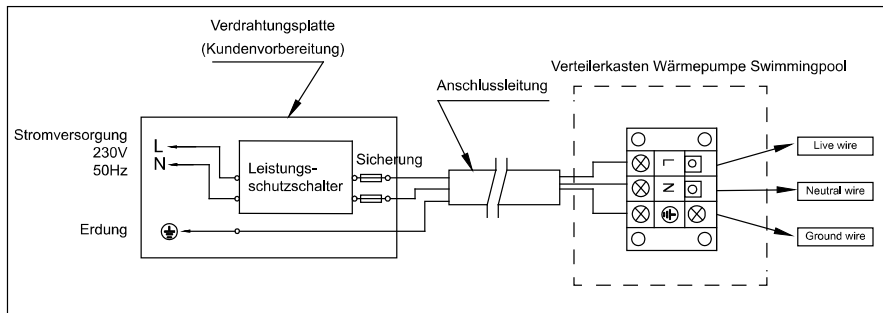 Verdrahtungsplatte
(Kundenvorbereitung)
Verteilerkasten Wärmepumpe Swimmingpool
Anschlussleitung
Stromversorgung
230V
50Hz
L
N
Leistungs-
schutzschalter
Sicherung
Erdung
L
N
Live wire
Neutral wire
Ground wire